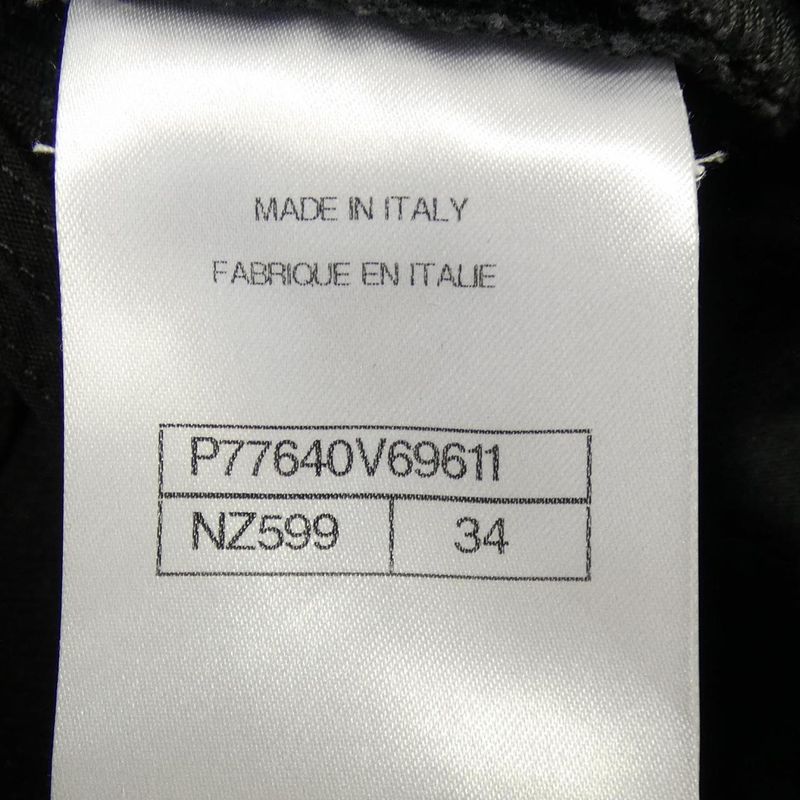 MADE IN ITALY
FABRIQUE EN ITALIE
P77640V69611
NZ599 34